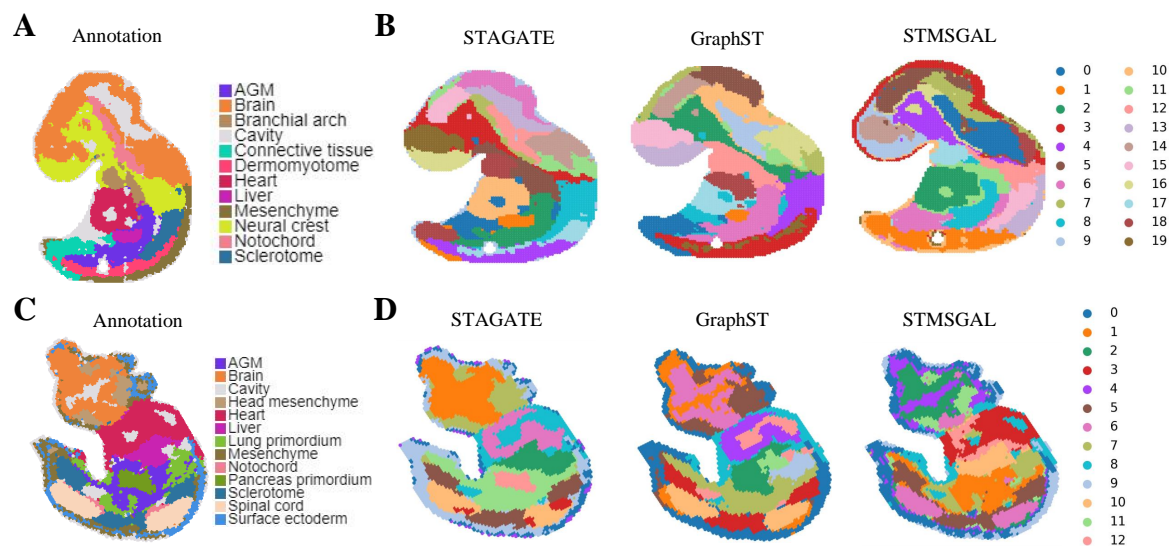 A
Annotation
AGM
Brain
Branchial arch
Cavity
Connective tissue
Dermomyotome
Heart
Liver
Mesenchyme
Neural crest
Notochord
Sclerotome
B
STAGATE
GraphST
STMSGAL
0 10
1 11
2 12
3 13
4 14
5 15
6 16
7 17
8 18
9 19
C
Annotation
AGM
Brain
Cavity
Head mesenchyme
Heart
Liver
Lung primordium
Mesenchyme
Notochord
Pancreas primordium
Sclerotome
Spinal cord
Surface ectoderm
D
STAGATE
GraphST
STMSGAL
0
1
2
3
4
5
6
7
8
9
10
11
12